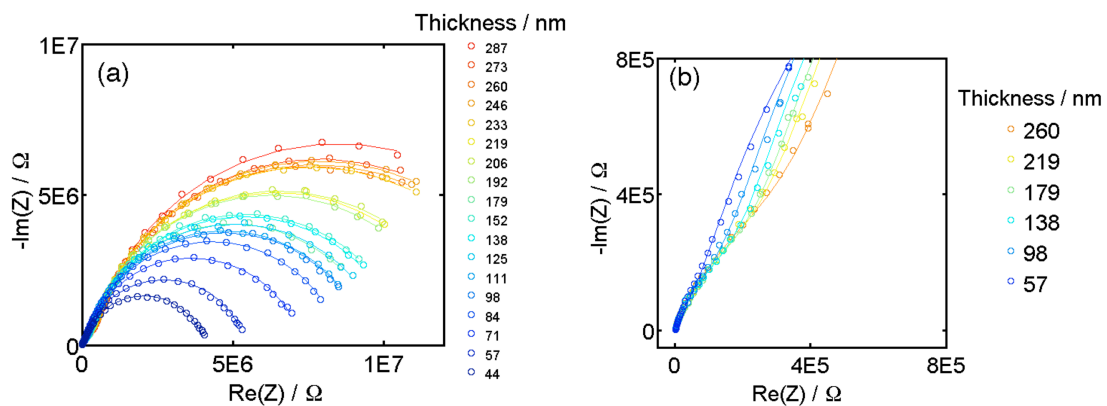 Thickness / nm
(a)
1E7
5E6
0
-Im(Z) / Ω
0
5E6
1E7
Re(Z) / Ω
287
273
260
246
233
219
206
192
179
152
138
125
111
98
84
71
57
44
(b)
8E5
4E5
0
-Im(Z) / Ω
0
4E5
8E5
Re(Z) / Ω
Thickness / nm
260
219
179
138
98
57